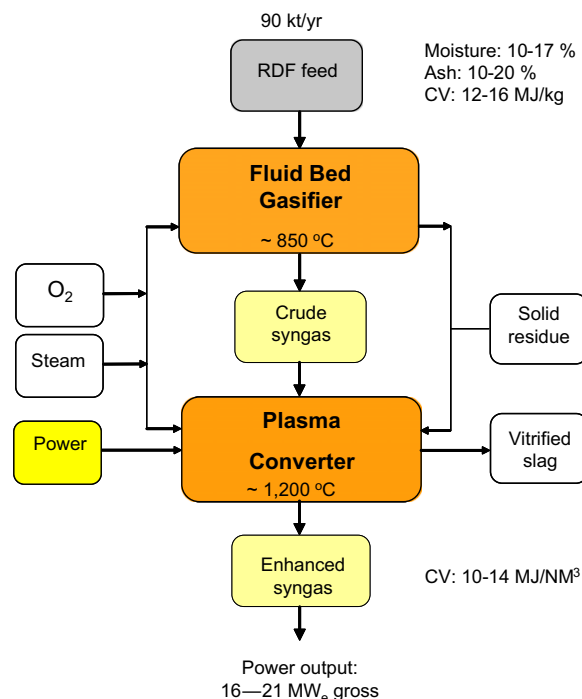 90 kt/yr
RDF feed
Moisture: 10-17 %
Ash: 10-20 %
CV: 12-16 MJ/kg
Fluid Bed
Gasifier
~ 850 ºC
O₂
Steam
Crude
syngas
Solid
residue
Power
Plasma
Converter
~ 1,200 ºC
Vitrified
slag
Enhanced
syngas
CV: 10-14 MJ/NM³
Power output:
16—21 MWₑ gross